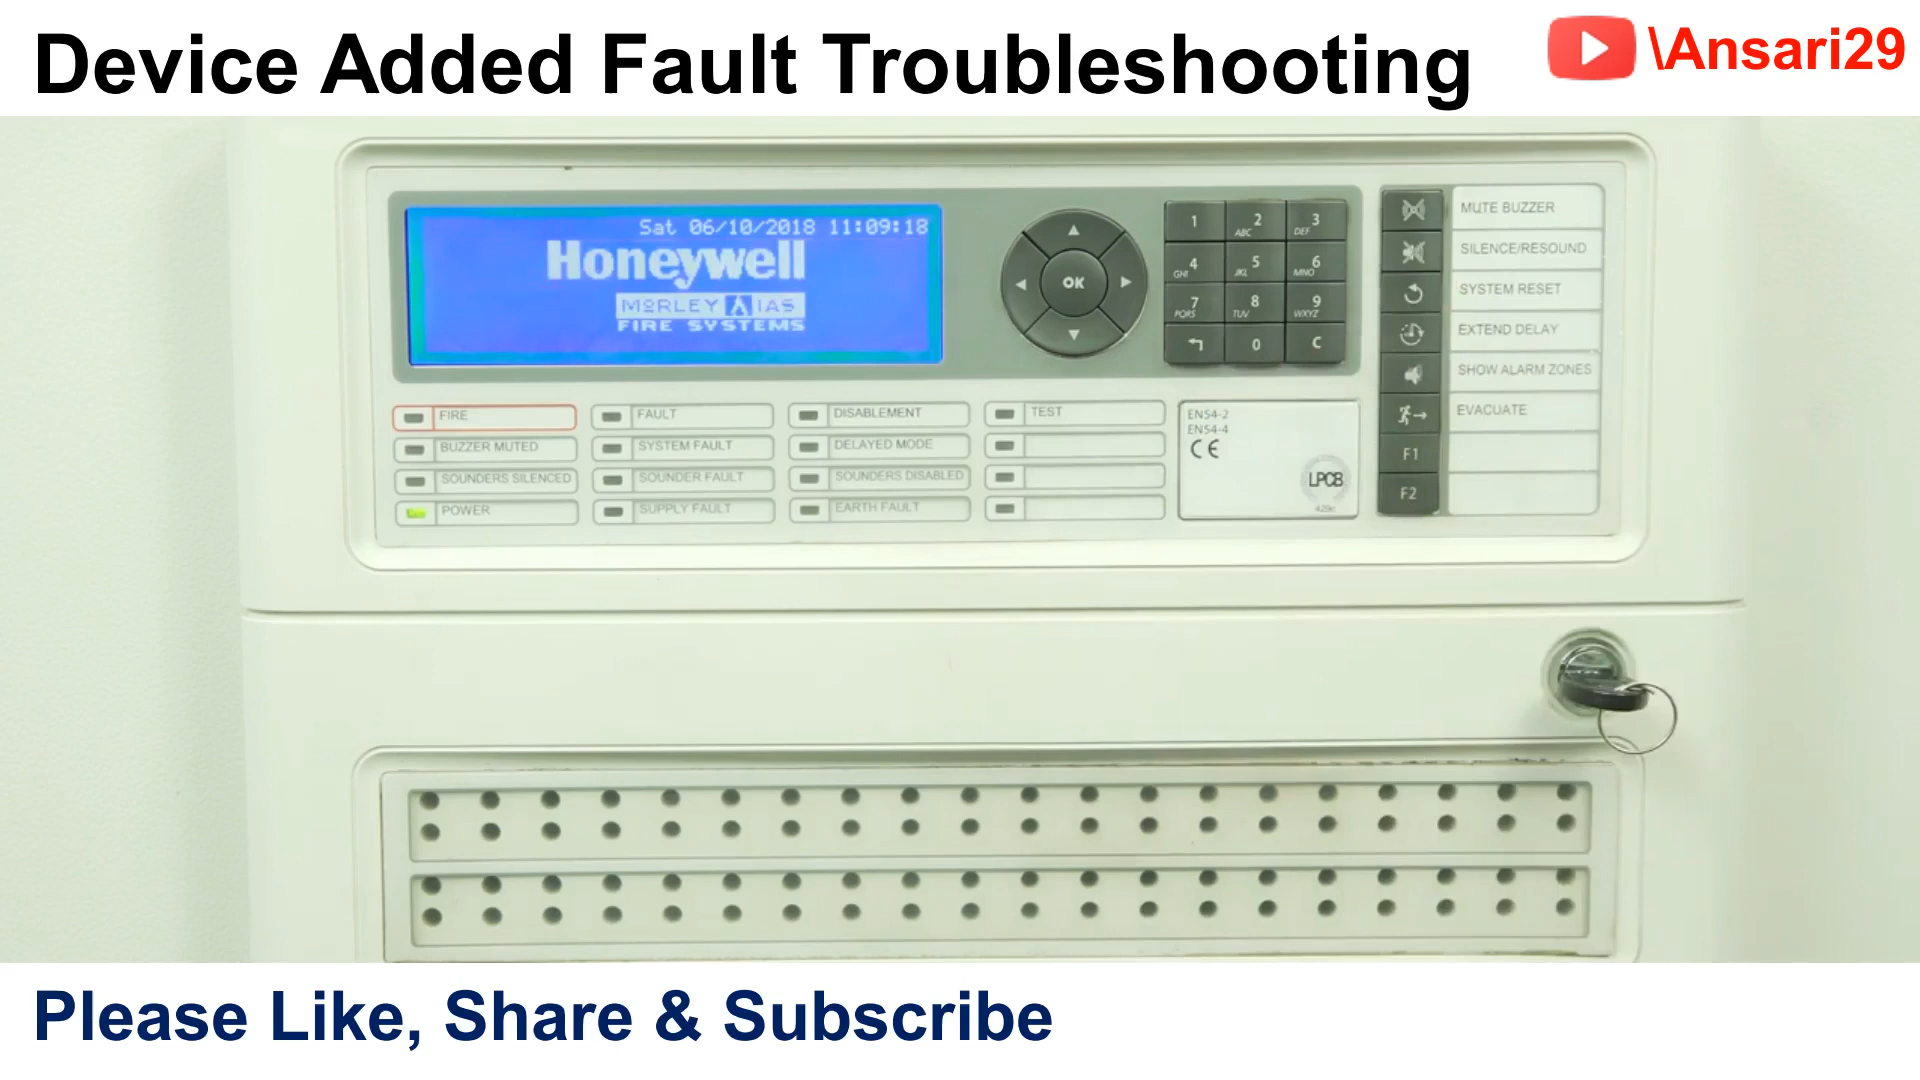 Device Added Fault Troubleshooting
\Ansari29
Sat 06/10/2018 11:09:18
Honeywell
MORLEY IAS
FIRE SYSTEMS
OK
1
2 ABC
3 DEF
4 GHI
5 JKL
6 MNO
7 PQRS
8 TUV
9 WXYZ
0
C
MUTE BUZZER
SILENCE/RESOUND
SYSTEM RESET
EXTEND DELAY
SHOW ALARM ZONES
EVACUATE
F1
F2
FIRE
FAULT
DISABLEMENT
TEST
BUZZER MUTED
SYSTEM FAULT
DELAYED MODE
SOUNDERS SILENCED
SOUNDER FAULT
SOUNDERS DISABLED
POWER
SUPPLY FAULT
EARTH FAULT
EN54-2
EN54-4
CE
LPCB
Please Like, Share & Subscribe